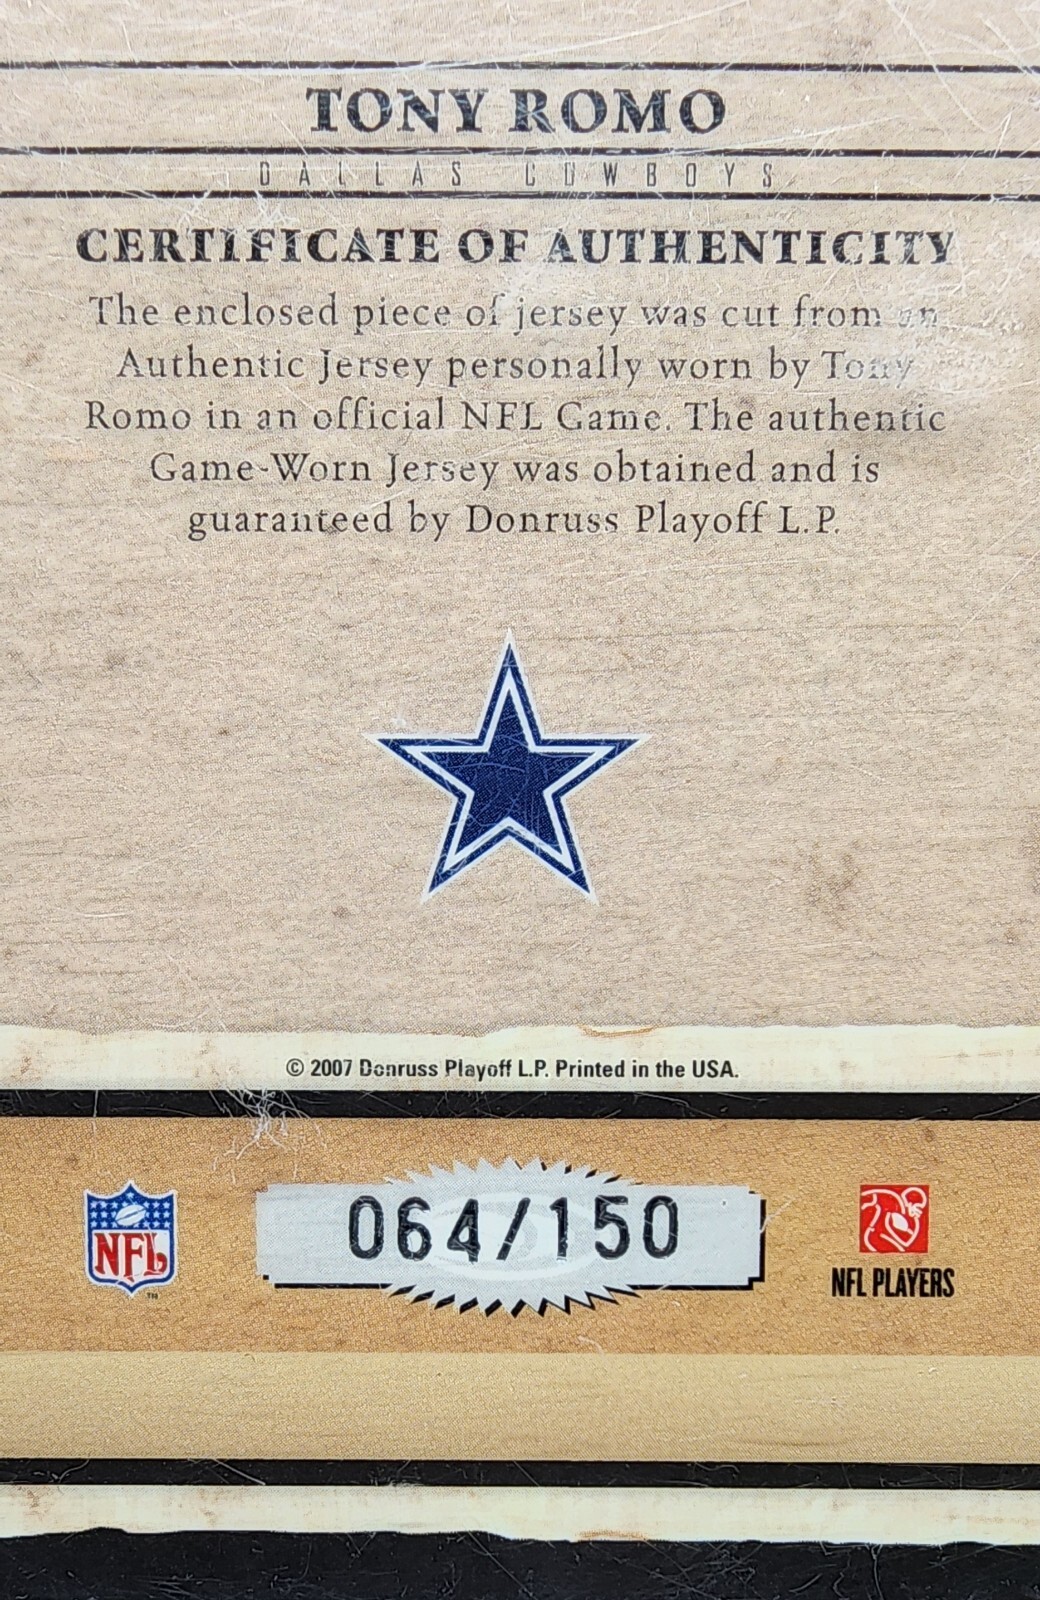 TONY ROMO
DALLAS COWBOYS
CERTIFICATE OF AUTHENTICITY
The enclosed piece of jersey was cut from an
Authentic Jersey personally worn by Tony
Romo in an official NFL Game. The authentic
Game-Worn Jersey was obtained and is
guaranteed by Donruss Playoff L.P.
© 2007 Donruss Playoff L.P. Printed in the USA.
NFL
TM
064/150
NFL PLAYERS